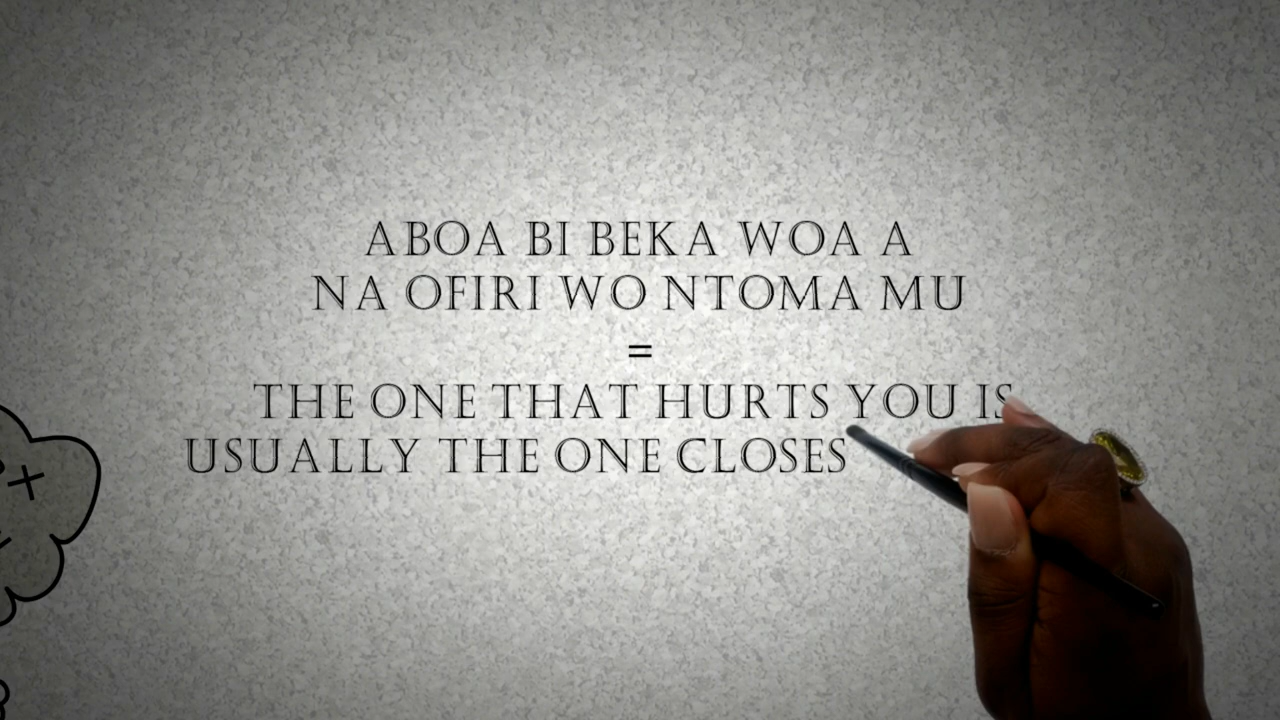 ABOA BI BEKA WOA A
NA OFIRI WO NTOMA MU
=
THE ONE THAT HURTS YOU IS
USUALLY THE ONE CLOSES